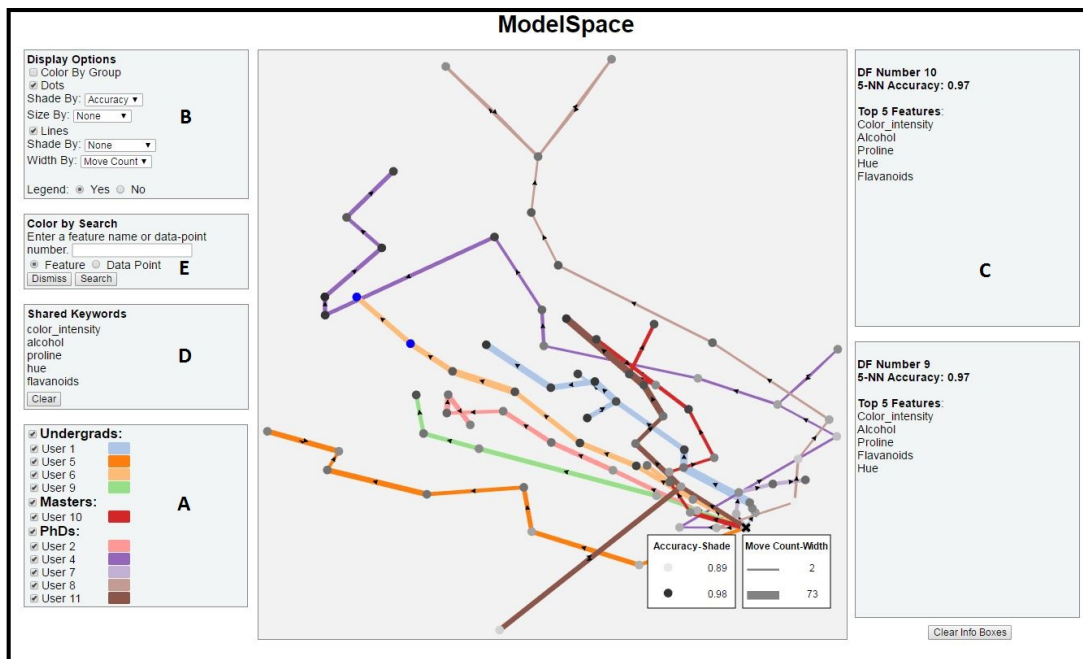 ModelSpace
Display Options
Color By Group
Dots
Shade By: Accuracy
Size By: None
B
Lines
Shade By: None
Width By: Move Count
Legend: Yes No
Color by Search
Enter a feature name or data-point
number.
Feature Data Point
E
Dismiss Search
Shared Keywords
color_intensity
alcohol
proline
D
hue
flavanoids
Clear
Undergrads:
User 1
User 5
User 6
User 9
A
Masters:
User 10
PhDs:
User 2
User 4
User 7
User 8
User 11
Accuracy-Shade
0.89
0.98
Move Count-Width
2
73
DF Number 10
5-NN Accuracy: 0.97
Top 5 Features:
Color_intensity
Alcohol
Proline
Hue
Flavanoids
C
DF Number 9
5-NN Accuracy: 0.97
Top 5 Features:
Color_intensity
Alcohol
Proline
Flavanoids
Hue
Clear Info Boxes